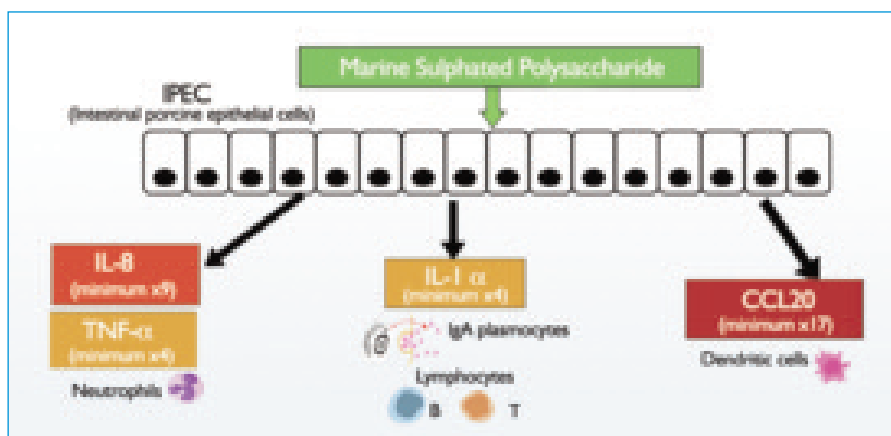 Marine Sulphated Polysaccharide
IPEC
(Intestinal porcine epithelial cells)
IL-8
(minimum x9)
TNF-α
(minimum x4)
Neutrophils
IL-1 α
(minimum x4)
IgA plasmocytes
Lymphocytes
B
T
CCL20
(minimum x17)
Dendritic cells